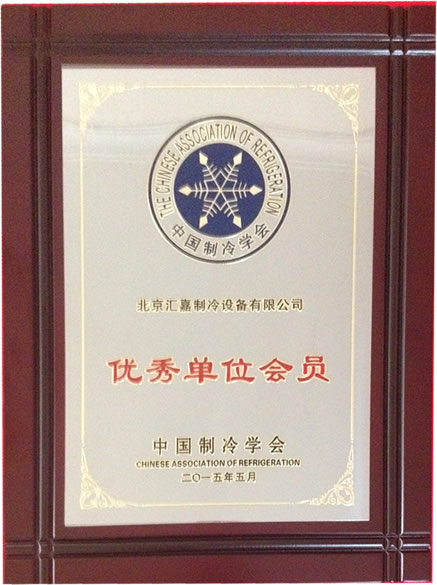 THE CHINESE ASSOCIATION OF REFRIGERATION
中国制冷学会
北京汇嘉制冷设备有限公司
优秀单位会员
中国制冷学会
CHINESE ASSOCIATION OF REFRIGERATION
二〇一五年五月